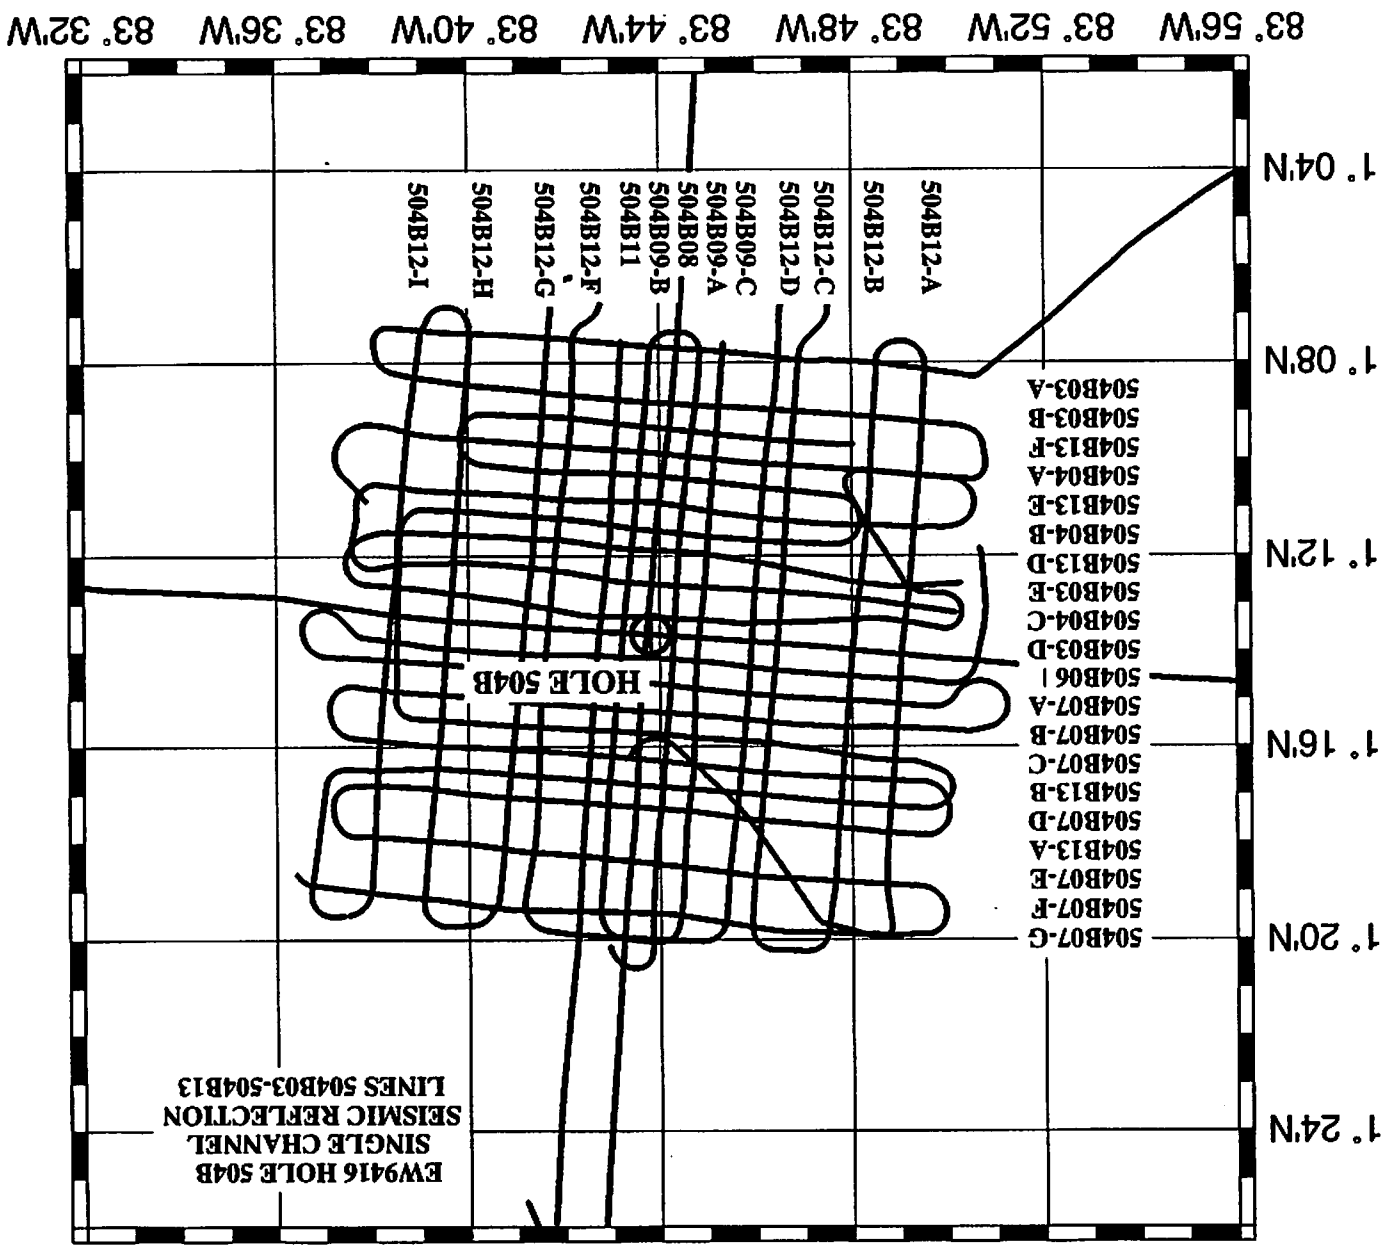 EW9416 HOLE 504B
SINGLE CHANNEL
SEISMIC REFLECTION
LINES 504B03-504B13
1° 24'N
1° 20'N
1° 16'N
1° 12'N
1° 08'N
1° 04'N
504B07-G
504B07-F
504B07-E
504B13-A
504B07-D
504B13-B
504B07-C
504B07-B
504B07-A
504B06
504B03-D
504B04-C
504B03-E
504B13-D
504B04-B
504B13-E
504B04-A
504B13-F
504B03-B
504B03-A
HOLE 504B
504B12-A
504B12-B
504B12-C
504B12-D
504B09-C
504B09-A
504B08
504B09-B
504B11
504B12-F
504B12-G
504B12-H
504B12-I
83° 56'W
83° 52'W
83° 48'W
83° 44'W
83° 40'W
83° 36'W
83° 32'W